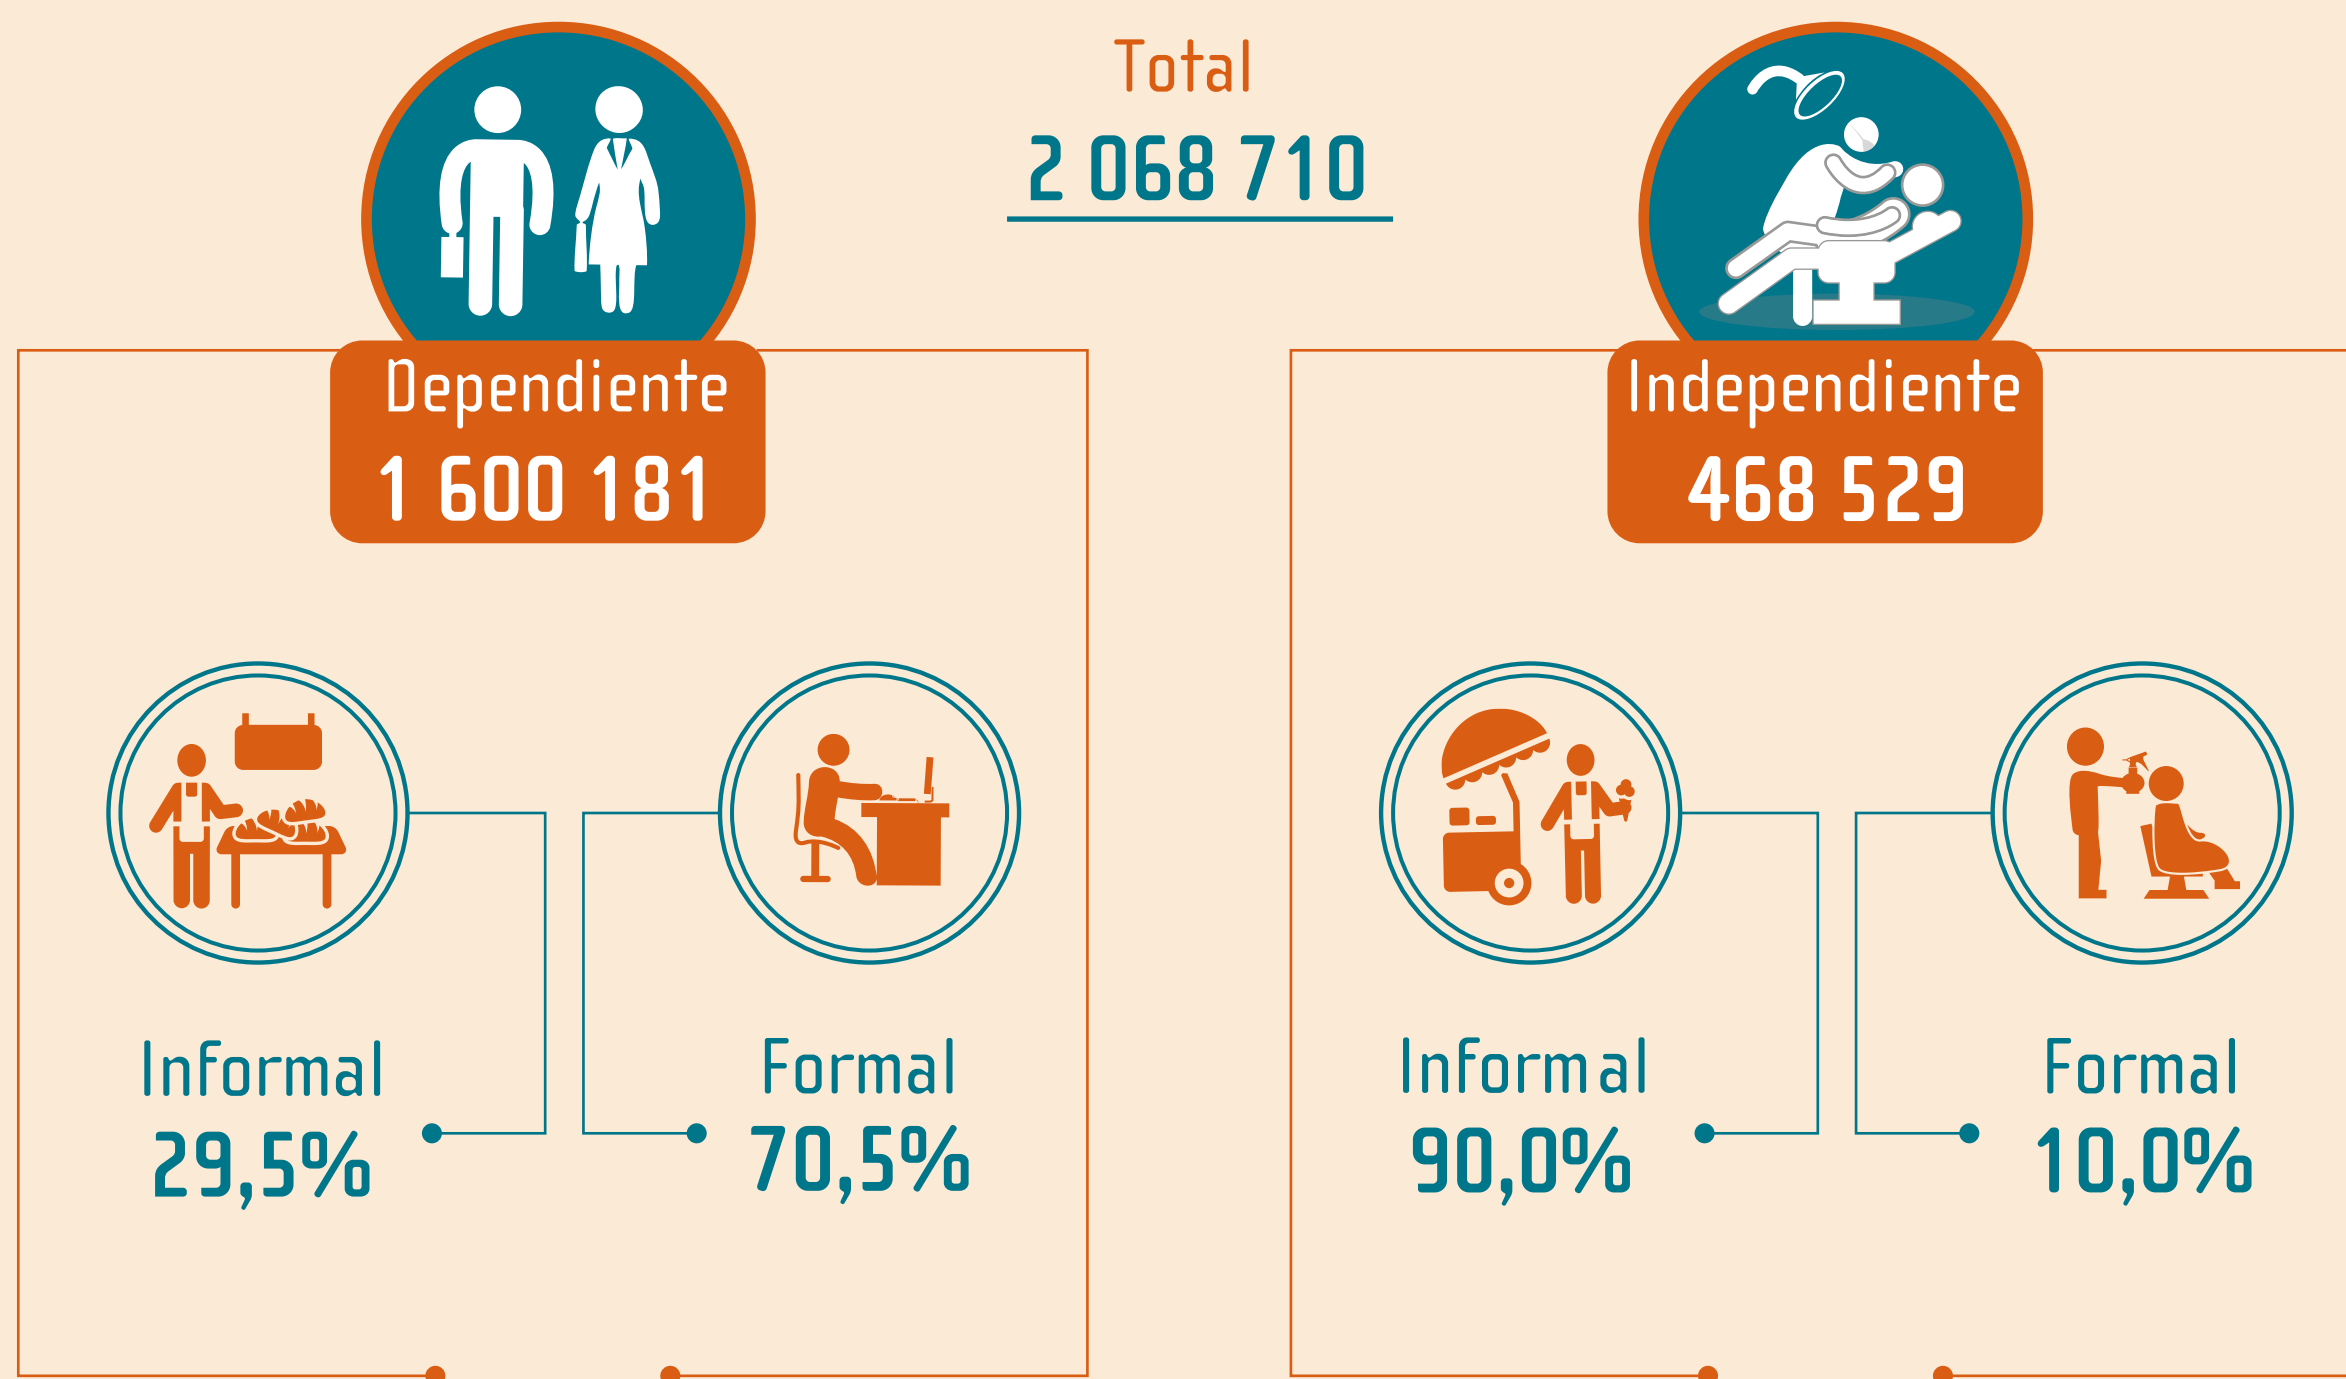 Total
2 068 710
Dependiente
1 600 181
Informal
29,5%
Formal
70,5%
Independiente
468 529
Informal
90,0%
Formal
10,0%